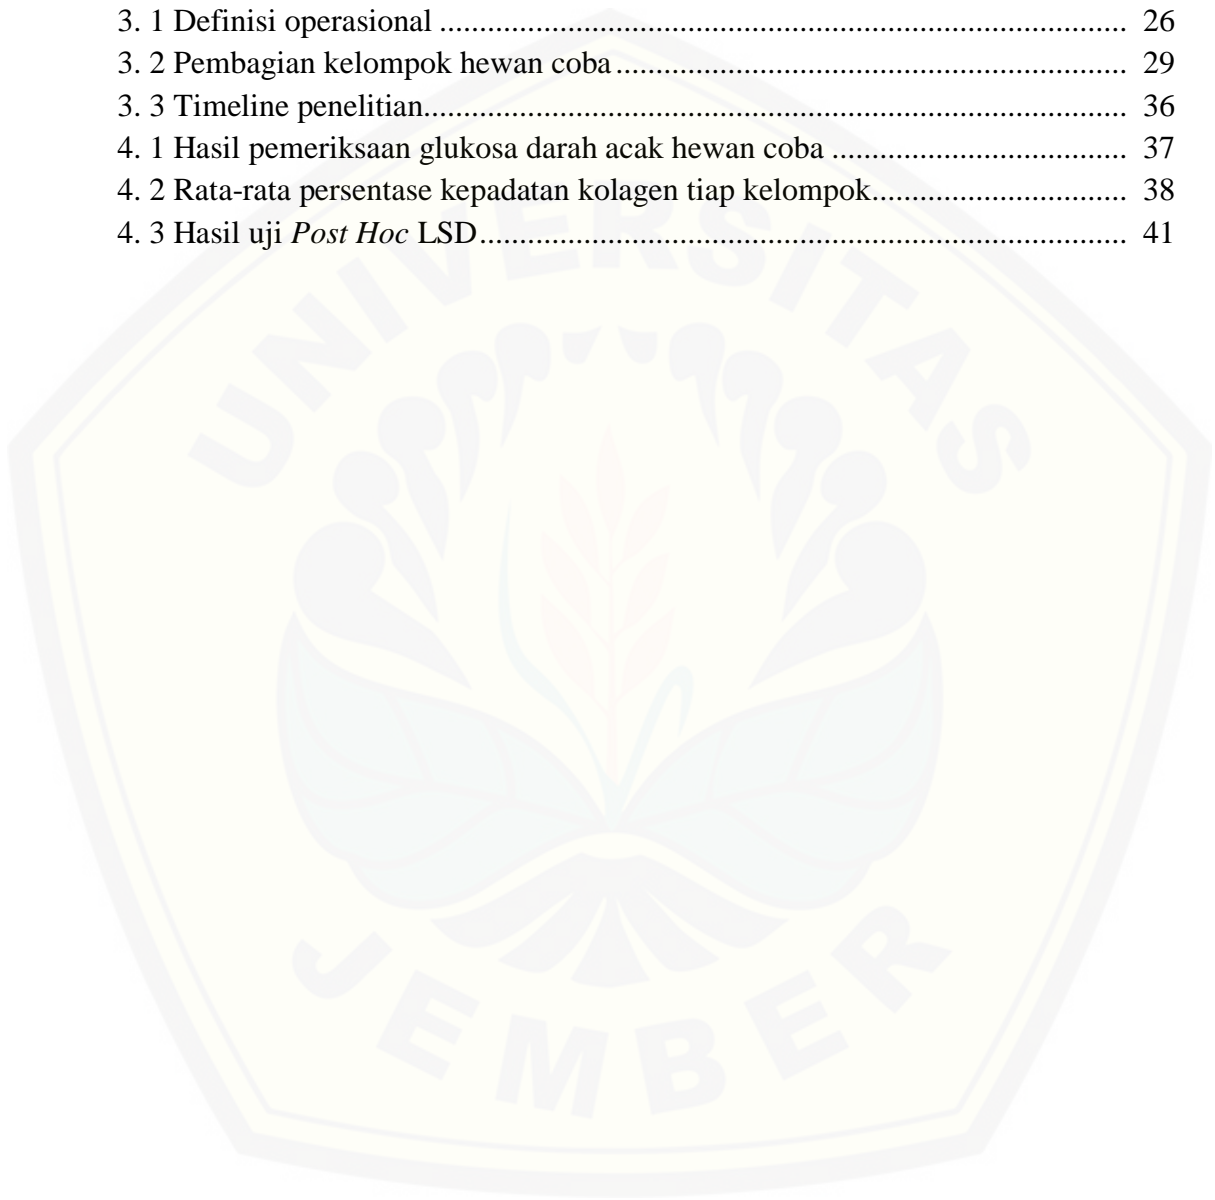 3. 1 Definisi operasional ..................................................................................... 26
3. 2 Pembagian kelompok hewan coba ............................................................... 29
3. 3 Timeline penelitian....................................................................................... 36
4. 1 Hasil pemeriksaan glukosa darah acak hewan coba ..................................... 37
4. 2 Rata-rata persentase kepadatan kolagen tiap kelompok................................ 38
4. 3 Hasil uji Post Hoc LSD................................................................................. 41
UNIVERSITAS
JEMBER